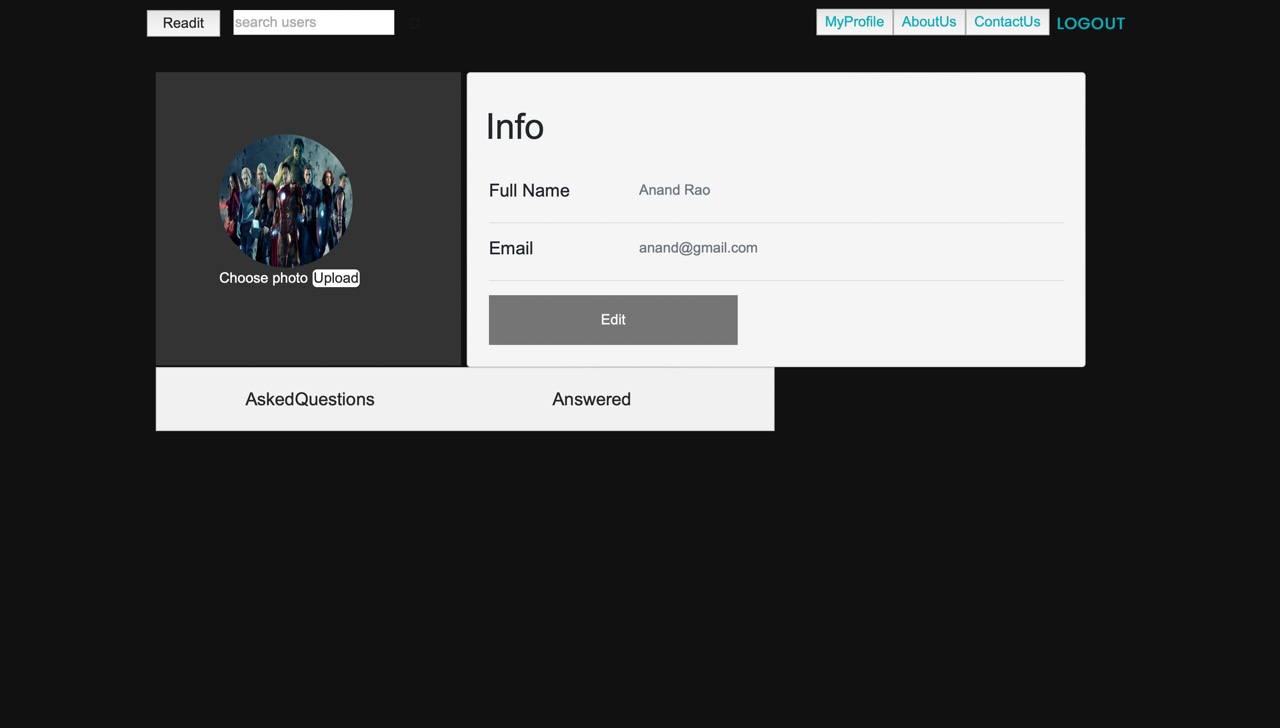 Readit search users MyProfile AboutUs ContactUs LOGOUT
Info
Full Name Anand Rao
Email anand@gmail.com
Choose photo Upload
Edit
AskedQuestions Answered